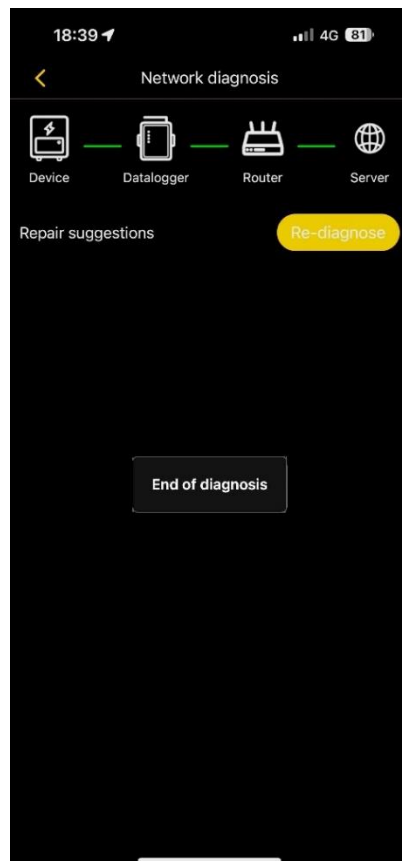 18:39 4G 81
Network diagnosis
Device Datalogger Router Server
Repair suggestions Re-diagnose
End of diagnosis